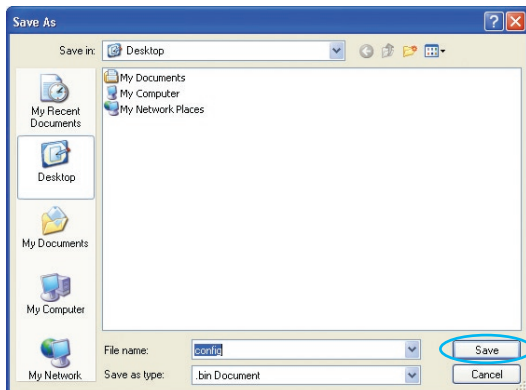 Save As
Save in:
Desktop
My Recent
Documents
Desktop
My Documents
My Computer
My Network
My Documents
My Computer
My Network Places
File name:
config
Save
Save as type:
.bin Document
Cancel